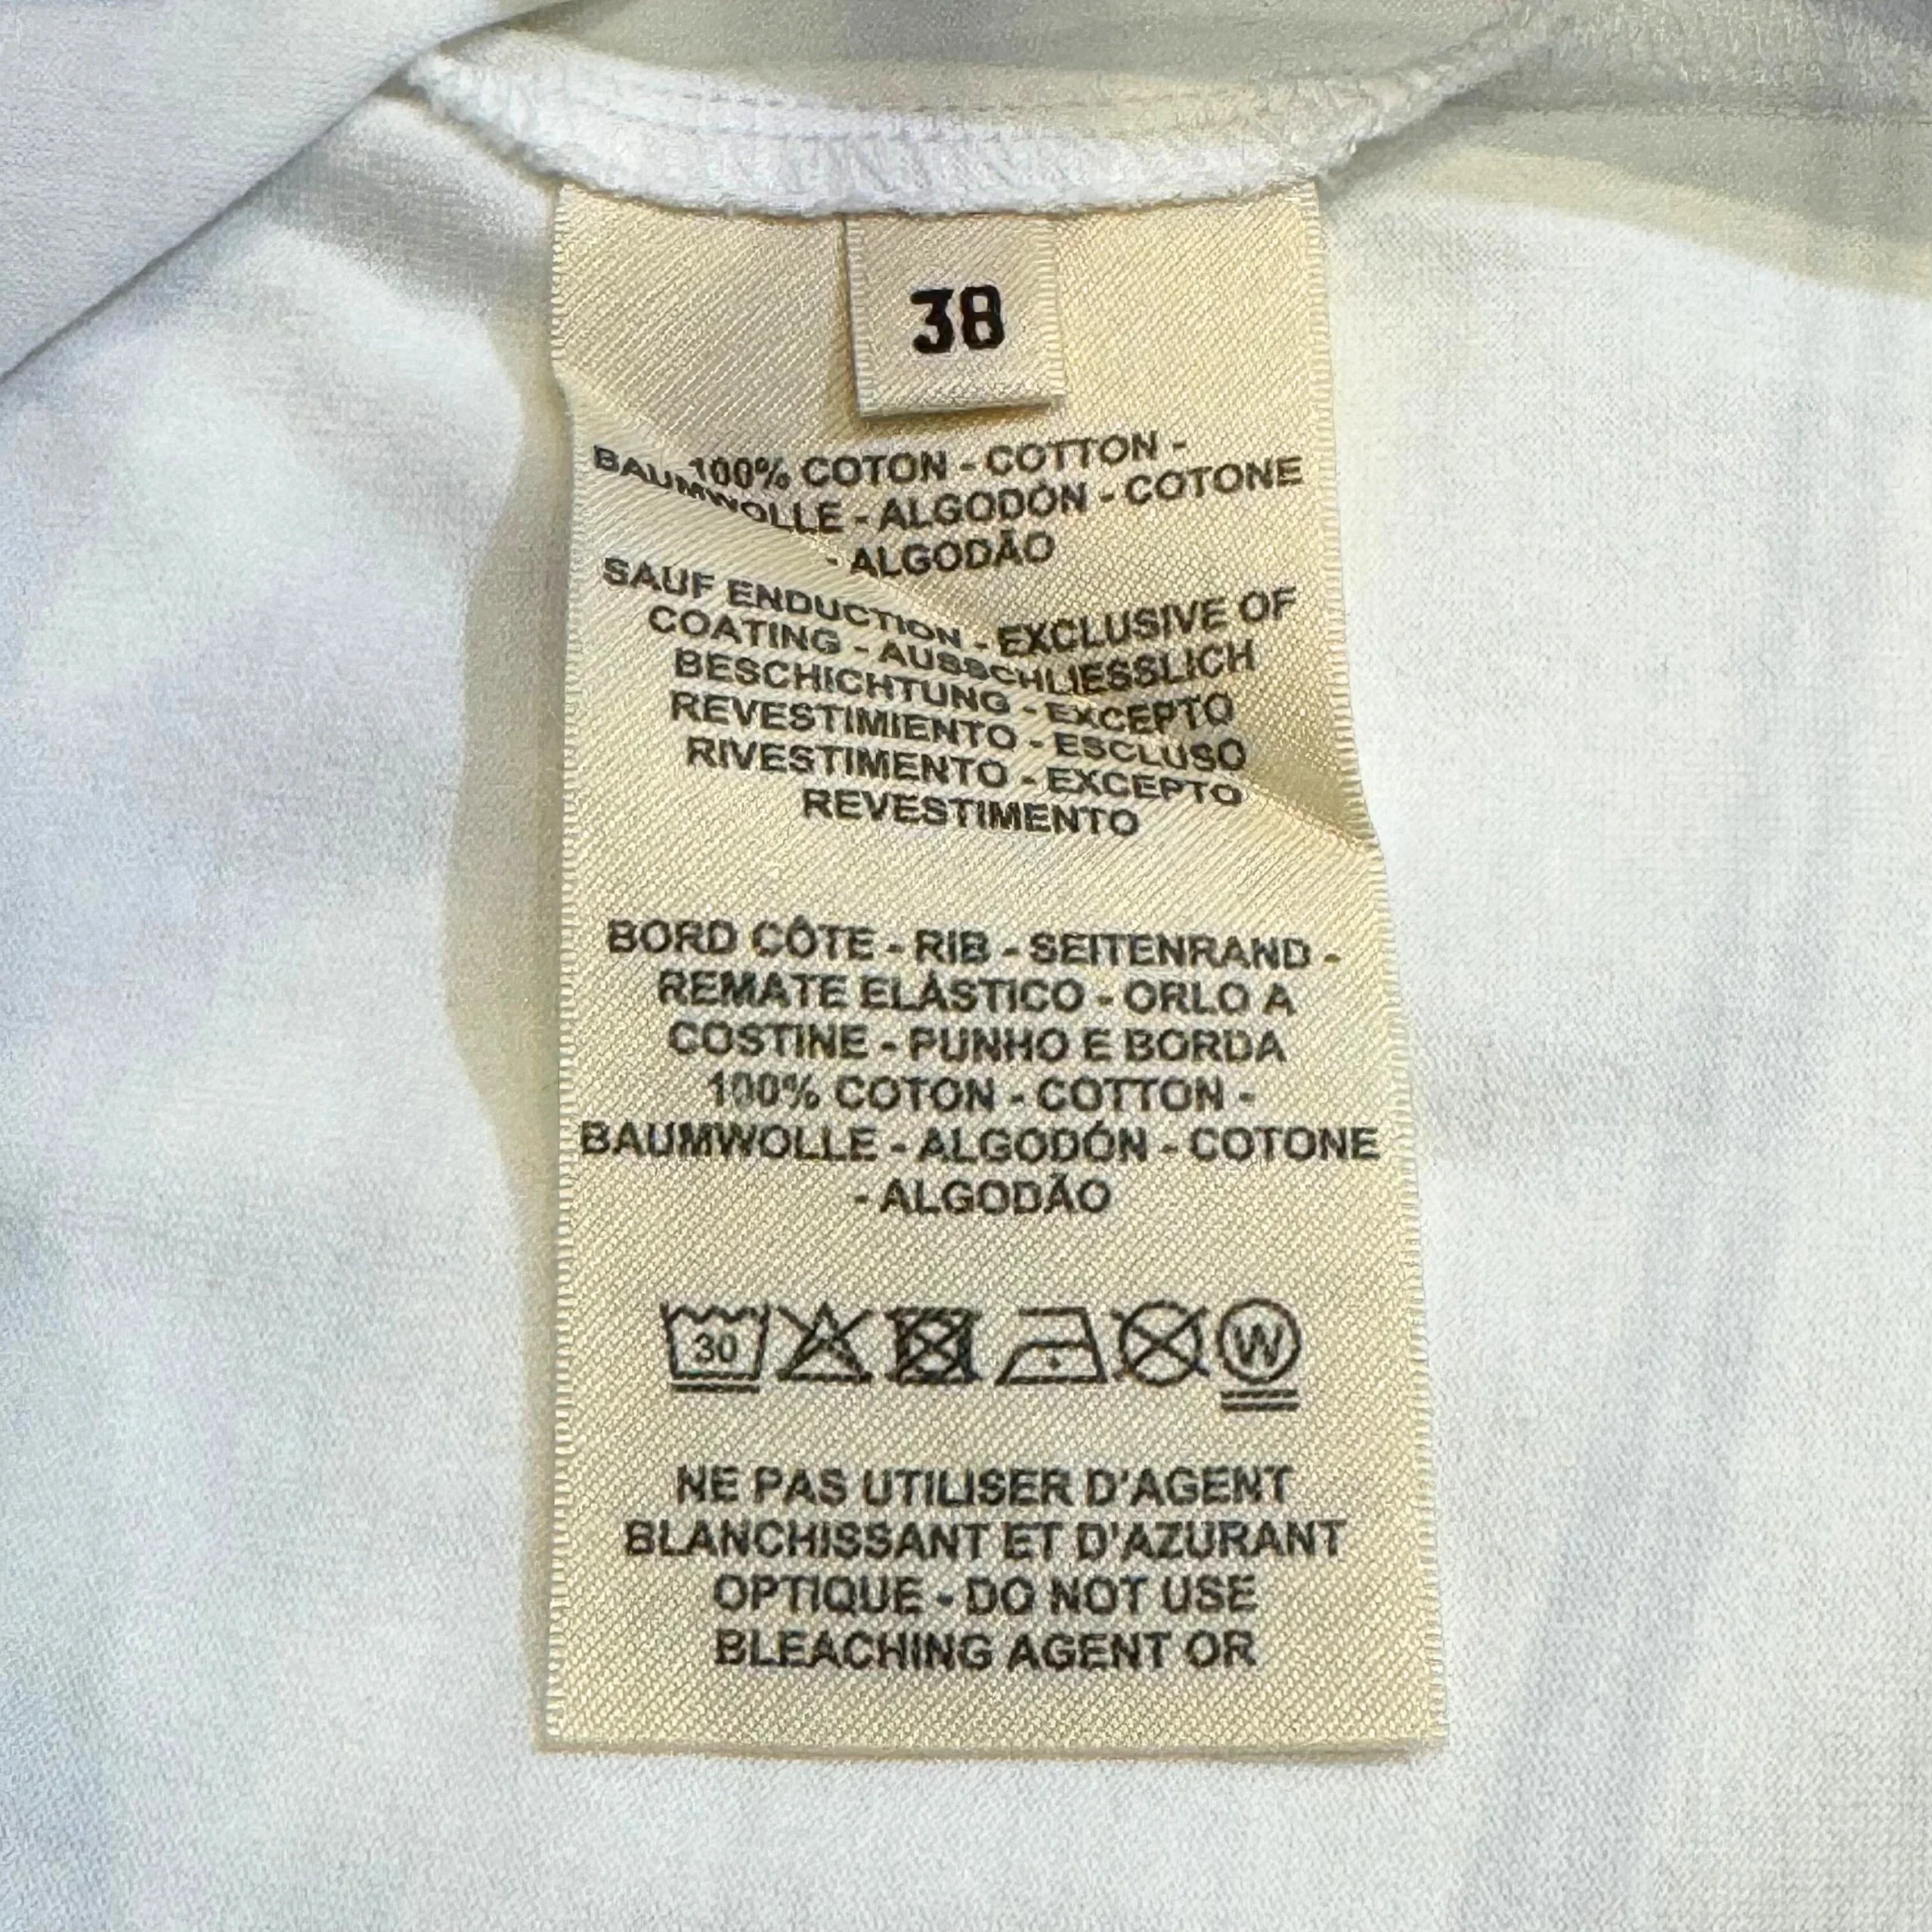 38
100% COTON - COTTON -
BAUMWOLLE - ALGODÓN - COTONE
- ALGODÃO
SAUF ENDUCTION - EXCLUSIVE OF
COATING - AUSSCHLIESSLICH
BESCHICHTUNG - EXCEPTO
REVESTIMIENTO - ESCLUSO
RIVESTIMENTO - EXCEPTO
REVESTIMENTO
BORD CÔTE - RIB - SEITENRAND -
REMATE ELÁSTICO - ORLO A
COSTINE - PUNHO E BORDA
100% COTON - COTTON -
BAUMWOLLE - ALGODÓN - COTONE
- ALGODÃO
30 W
NE PAS UTILISER D'AGENT
BLANCHISSANT ET D'AZURANT
OPTIQUE - DO NOT USE
BLEACHING AGENT OR